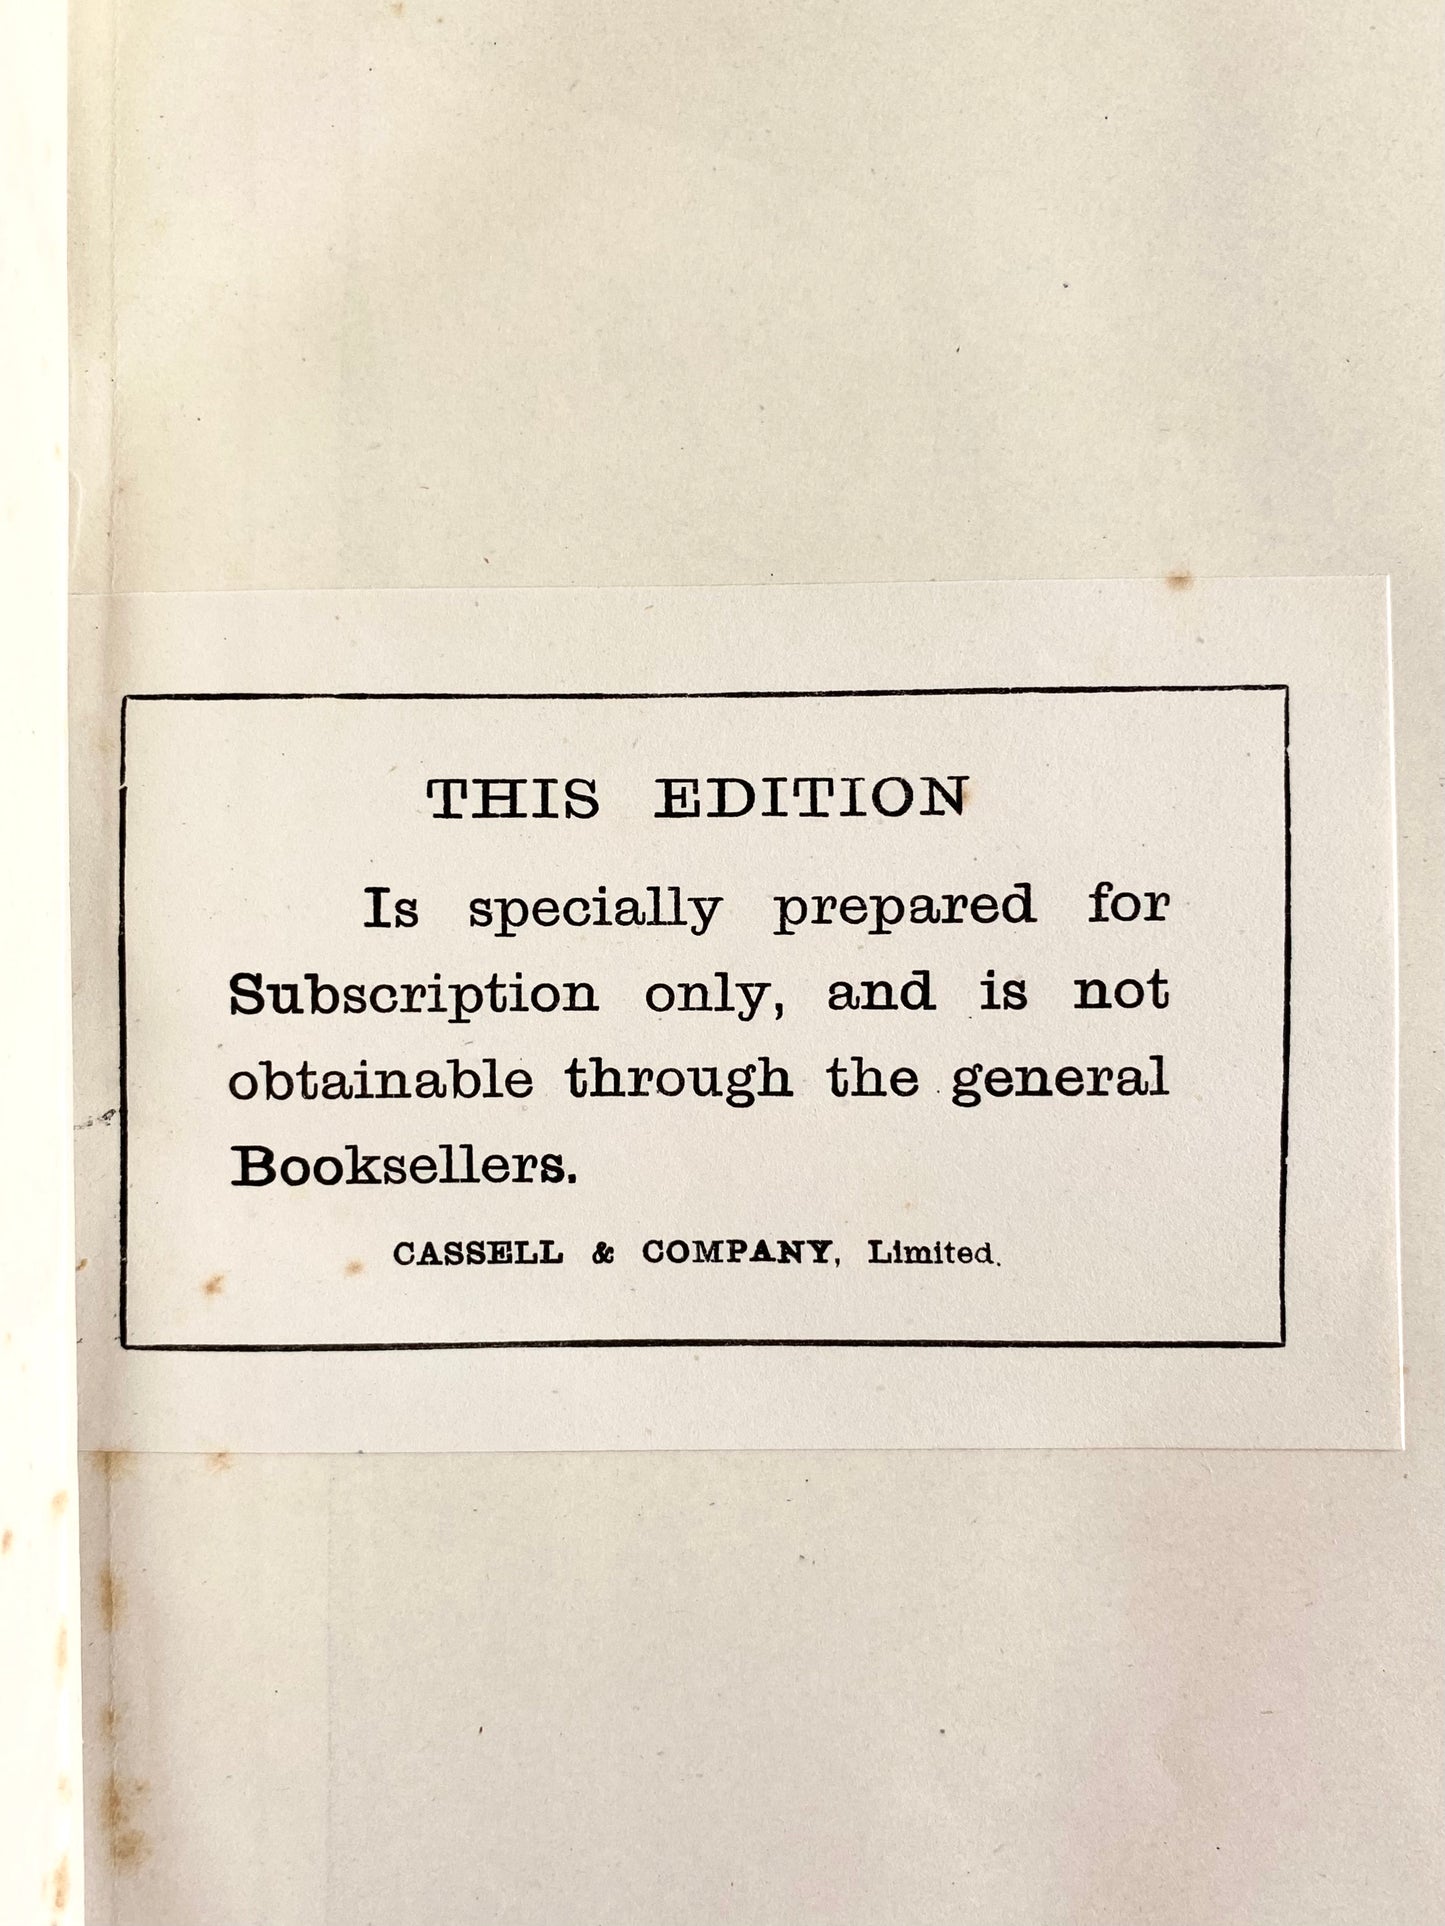 THIS EDITION
Is specially prepared for
Subscription only, and is not
obtainable through the general
Booksellers.
CASSELL & COMPANY, Limited.